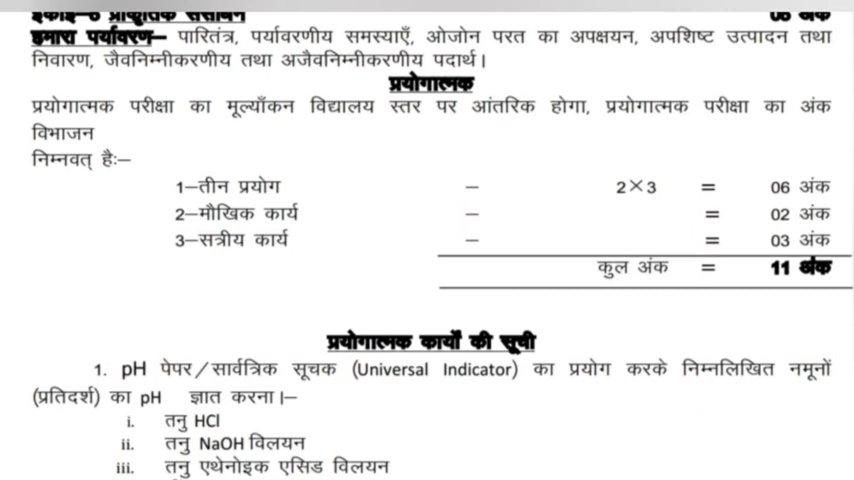 इकाई–5 प्राकृतिक संसाधन 06 अंक
हमारा पर्यावरण– पारितंत्र, पर्यावरणीय समस्याएँ, ओजोन परत का अपक्षयन, अपशिष्ट उत्पादन तथा
निवारण, जैवनिम्नीकरणीय तथा अजैवनिम्नीकरणीय पदार्थ।
प्रयोगात्मक
प्रयोगात्मक परीक्षा का मूल्याँकन विद्यालय स्तर पर आंतरिक होगा, प्रयोगात्मक परीक्षा का अंक
विभाजन
निम्नवत् हैः–
1–तीन प्रयोग – 2×3 = 06 अंक
2–मौखिक कार्य – = 02 अंक
3–सत्रीय कार्य – = 03 अंक
कुल अंक = 11 अंक
प्रयोगात्मक कार्यों की सूची
1. pH पेपर/सार्वत्रिक सूचक (Universal Indicator) का प्रयोग करके निम्नलिखित नमूनों
(प्रतिदर्श) का pH ज्ञात करना।–
i. तनु HCl
ii. तनु NaOH विलयन
iii. तनु एथेनोइक एसिड विलयन